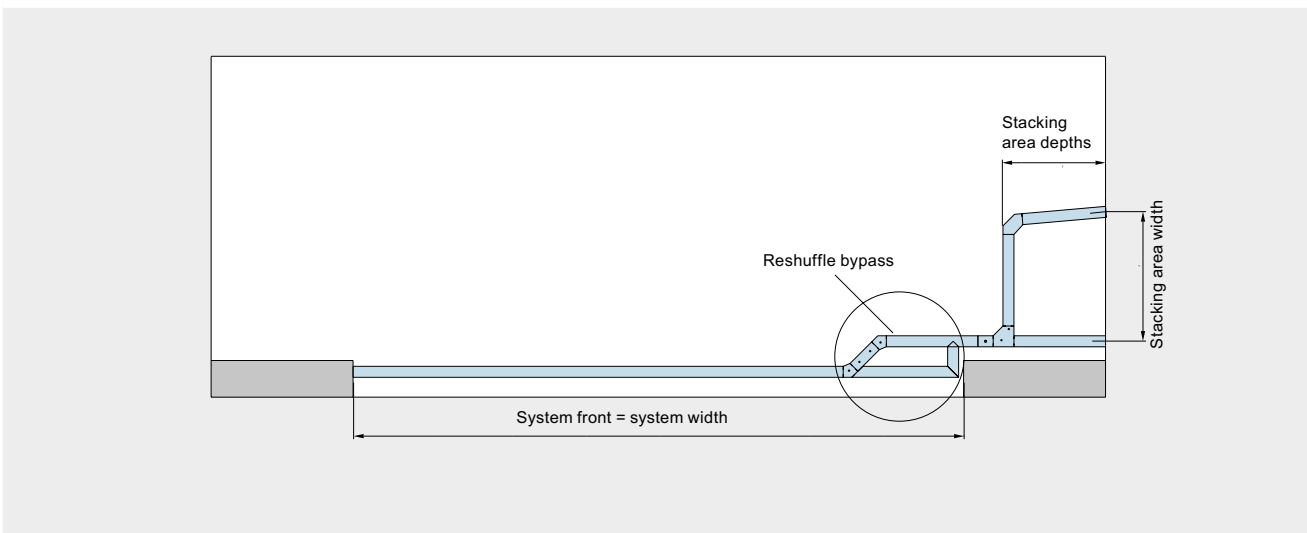 Stacking
area depths
Stacking area width
Reshuffle bypass
System front = system width